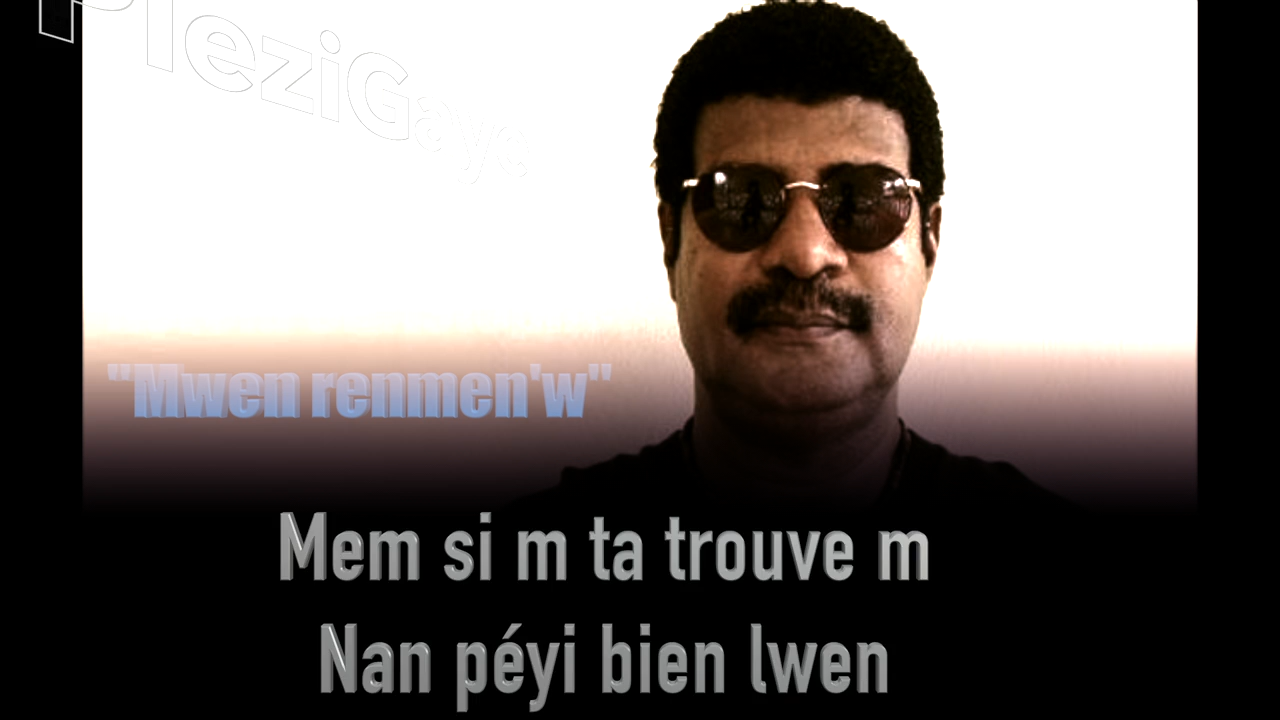 PleziGaye
"Mwen renmen'w"
Mem si m ta trouve m
Nan péyi bien lwen